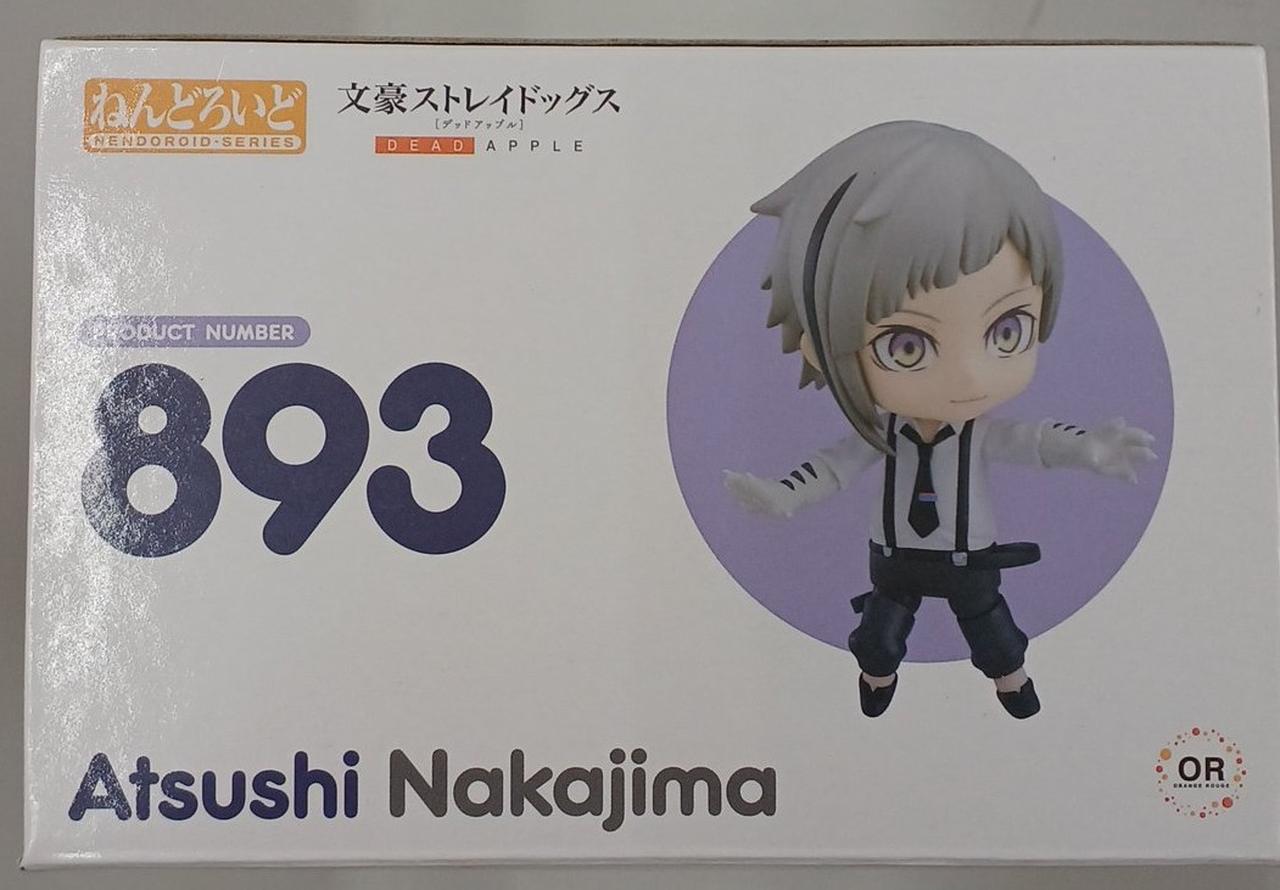 ねんどろいど
NENDOROID・SERIES
文豪ストレイドッグス
[デッドアップル]
DEAD APPLE
PRODUCT NUMBER
893
Atsushi Nakajima
OR
ORANGE ROUGE